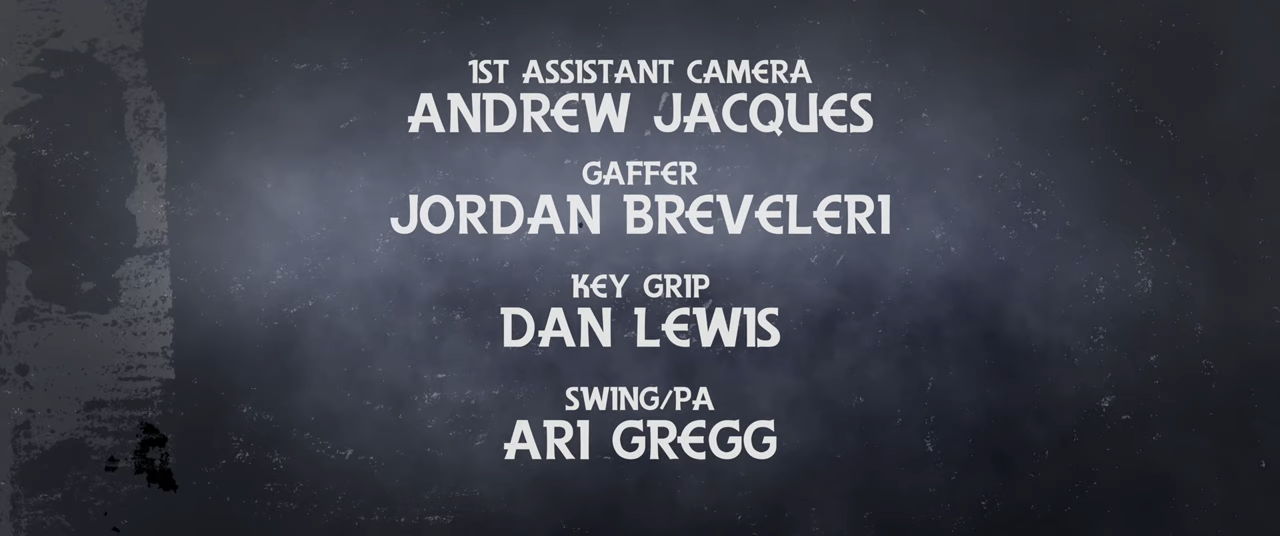 1ST ASSISTANT CAMERA
ANDREW JACQUES
GAFFER
JORDAN BREVELERI
KEY GRIP
DAN LEWIS
SWING/PA
ARI GREGG